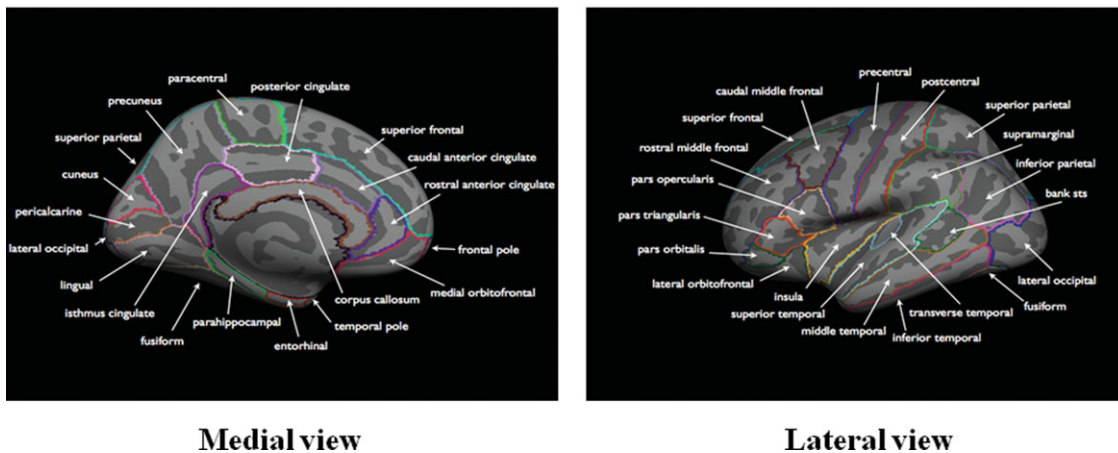 paracentral
posterior cingulate
precuneus
superior frontal
superior parietal
caudal anterior cingulate
cuneus
rostral anterior cingulate
pericalcarine
lateral occipital
frontal pole
lingual
medial orbitofrontal
corpus callosum
isthmus cingulate
parahippocampal
temporal pole
fusiform
entorhinal
Medial view
precentral
postcentral
caudal middle frontal
superior parietal
superior frontal
supramarginal
rostral middle frontal
inferior parietal
pars opercularis
bank sts
pars triangularis
pars orbitalis
lateral occipital
lateral orbitofrontal
insula
fusiform
superior temporal
transverse temporal
middle temporal
inferior temporal
Lateral view